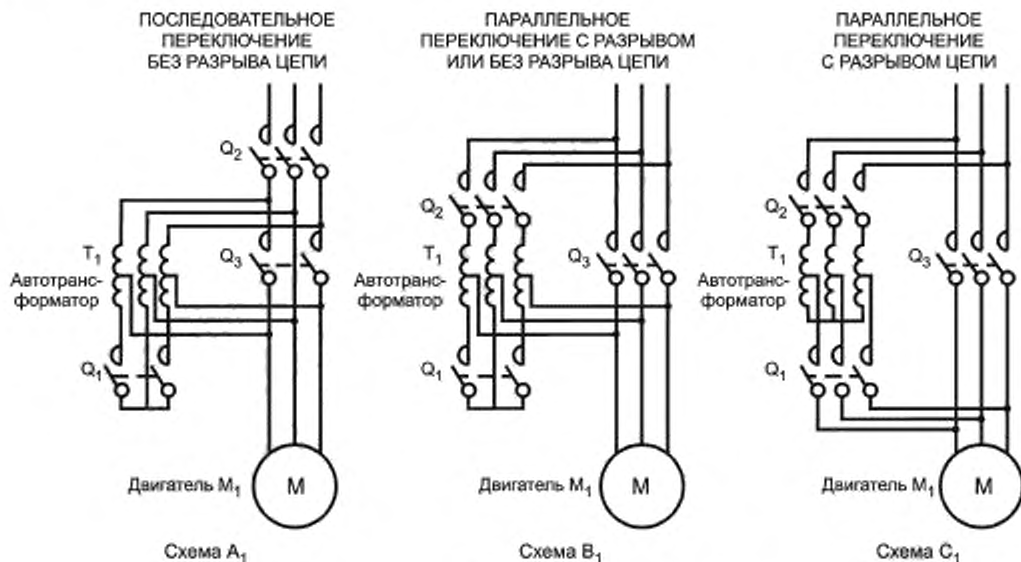 ПОСЛЕДОВАТЕЛЬНОЕ
ПЕРЕКЛЮЧЕНИЕ
БЕЗ РАЗРЫВА ЦЕПИ
Q2
T1
Автотранс-
форматор
Q3
Q1
Двигатель M1
M
Схема A1
ПАРАЛЛЕЛЬНОЕ
ПЕРЕКЛЮЧЕНИЕ С РАЗРЫВОМ
ИЛИ БЕЗ РАЗРЫВА ЦЕПИ
Q2
T1
Автотранс-
форматор
Q3
Q1
Двигатель M1
M
Схема B1
ПАРАЛЛЕЛЬНОЕ
ПЕРЕКЛЮЧЕНИЕ
С РАЗРЫВОМ ЦЕПИ
Q2
T1
Автотранс-
форматор
Q3
Q1
Двигатель M1
M
Схема C1